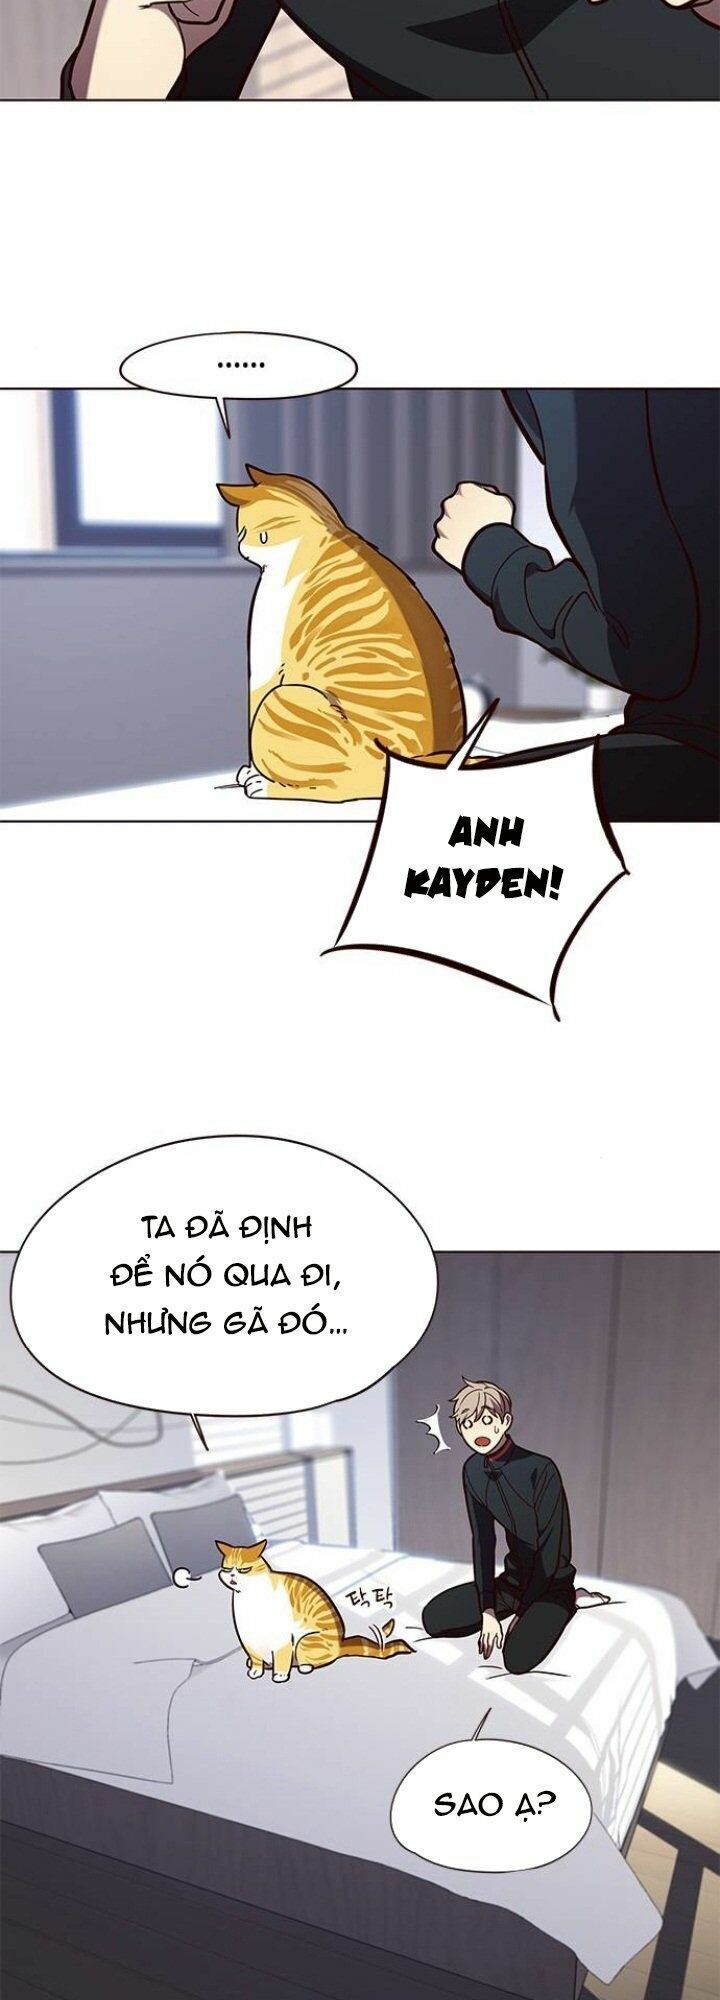 ......
ANH
KAYDEN!
TA ĐÃ ĐỊNH
ĐỂ NÓ QUA ĐI,
NHƯNG GÃ ĐÓ...
탁탁
SAO Ạ?